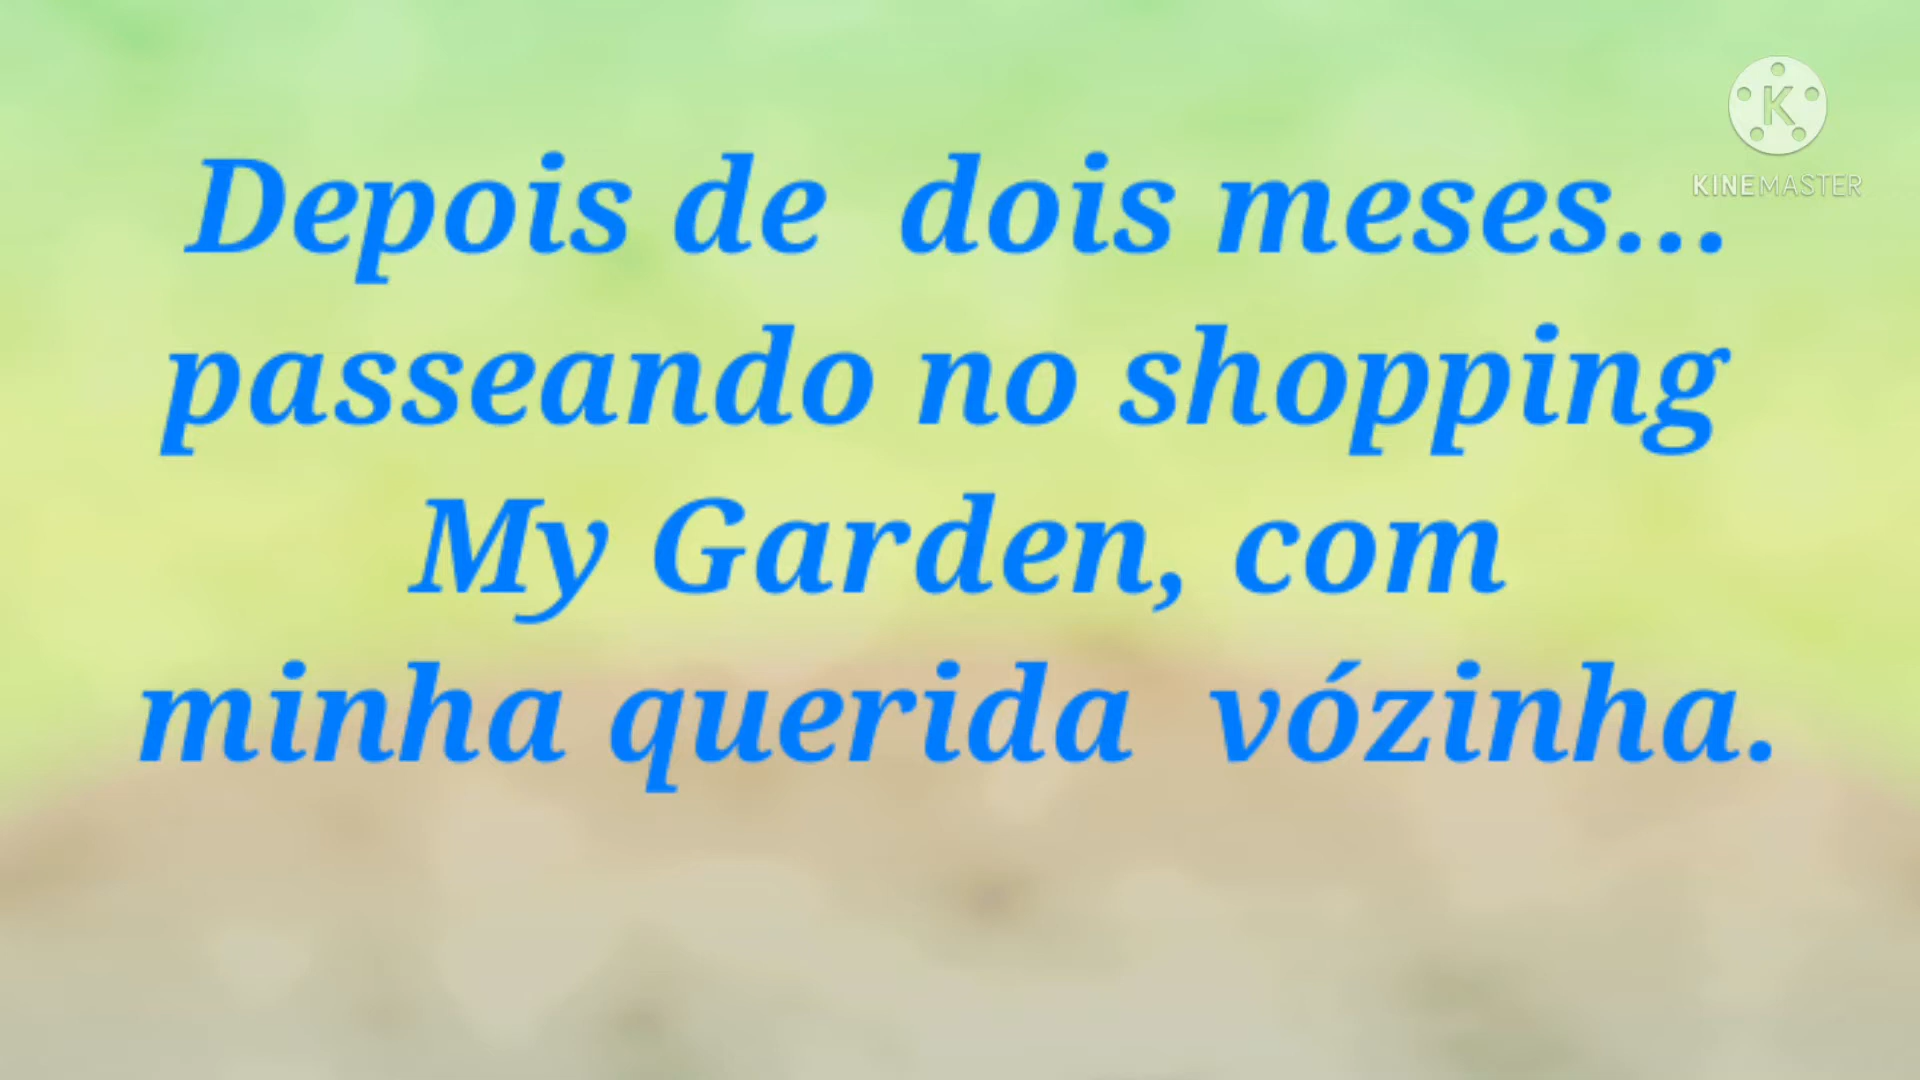 K
KINEMASTER
Depois de dois meses...
passeando no shopping
My Garden, com
minha querida vózinha.